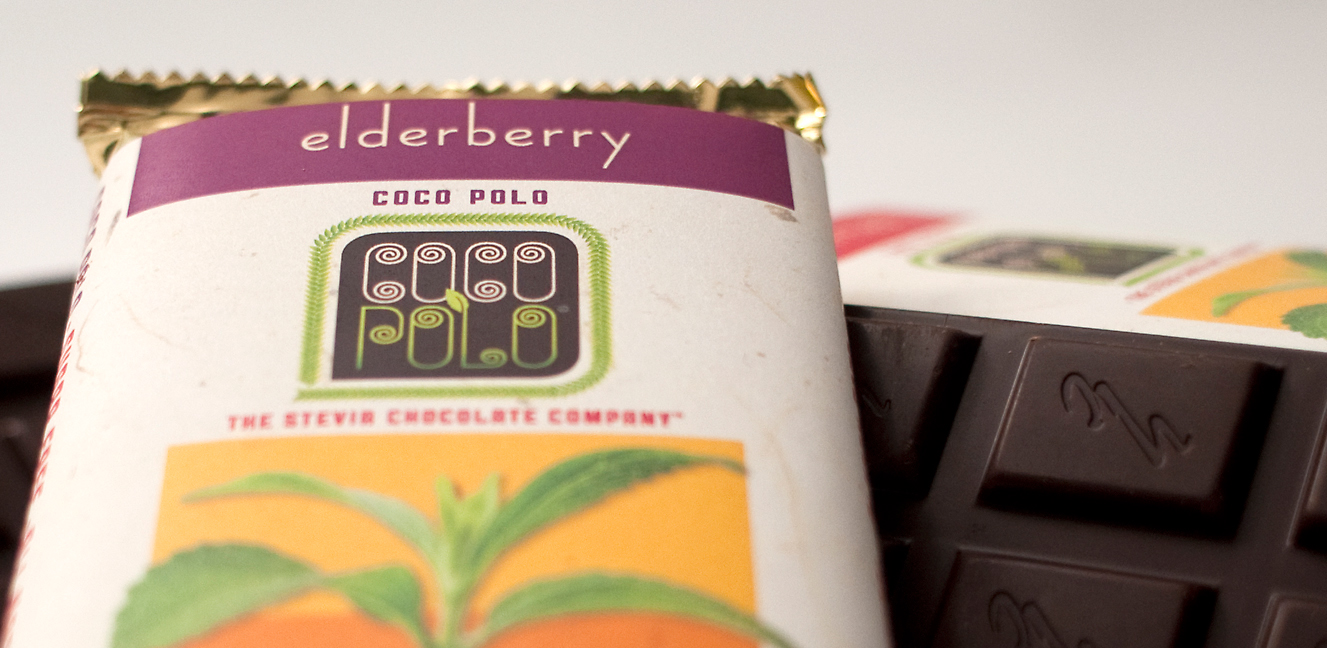 elderberry
COCO POLO
COCO
POLO
THE STEVIA CHOCOLATE COMPANY™